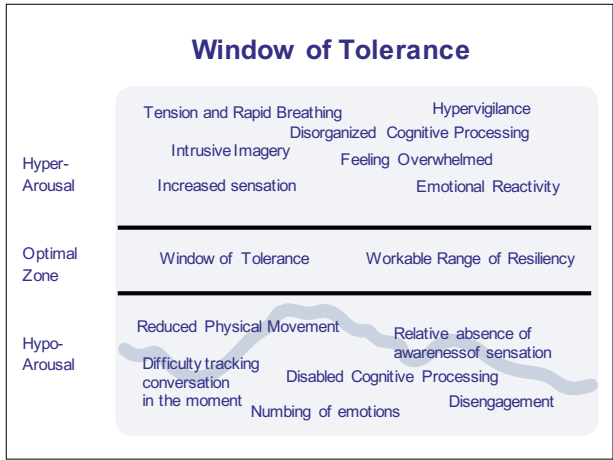 Window of Tolerance
Tension and Rapid Breathing
Hypervigilance
Disorganized Cognitive Processing
Intrusive Imagery
Feeling Overwhelmed
Hyper-
Arousal
Increased sensation
Emotional Reactivity
Optimal
Zone
Window of Tolerance
Workable Range of Resiliency
Reduced Physical Movement
Relative absence of
awarenessof sensation
Hypo-
Arousal
Difficulty tracking
conversation
in the moment
Disabled Cognitive Processing
Numbing of emotions
Disengagement